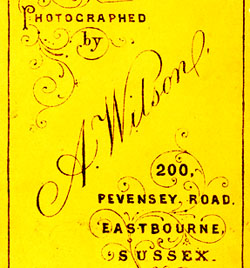 PHOTOGRAPHED
by
A. Wilson.
200,
PEVENSEY. ROAD.
EASTBOURNE,
SUSSEX.